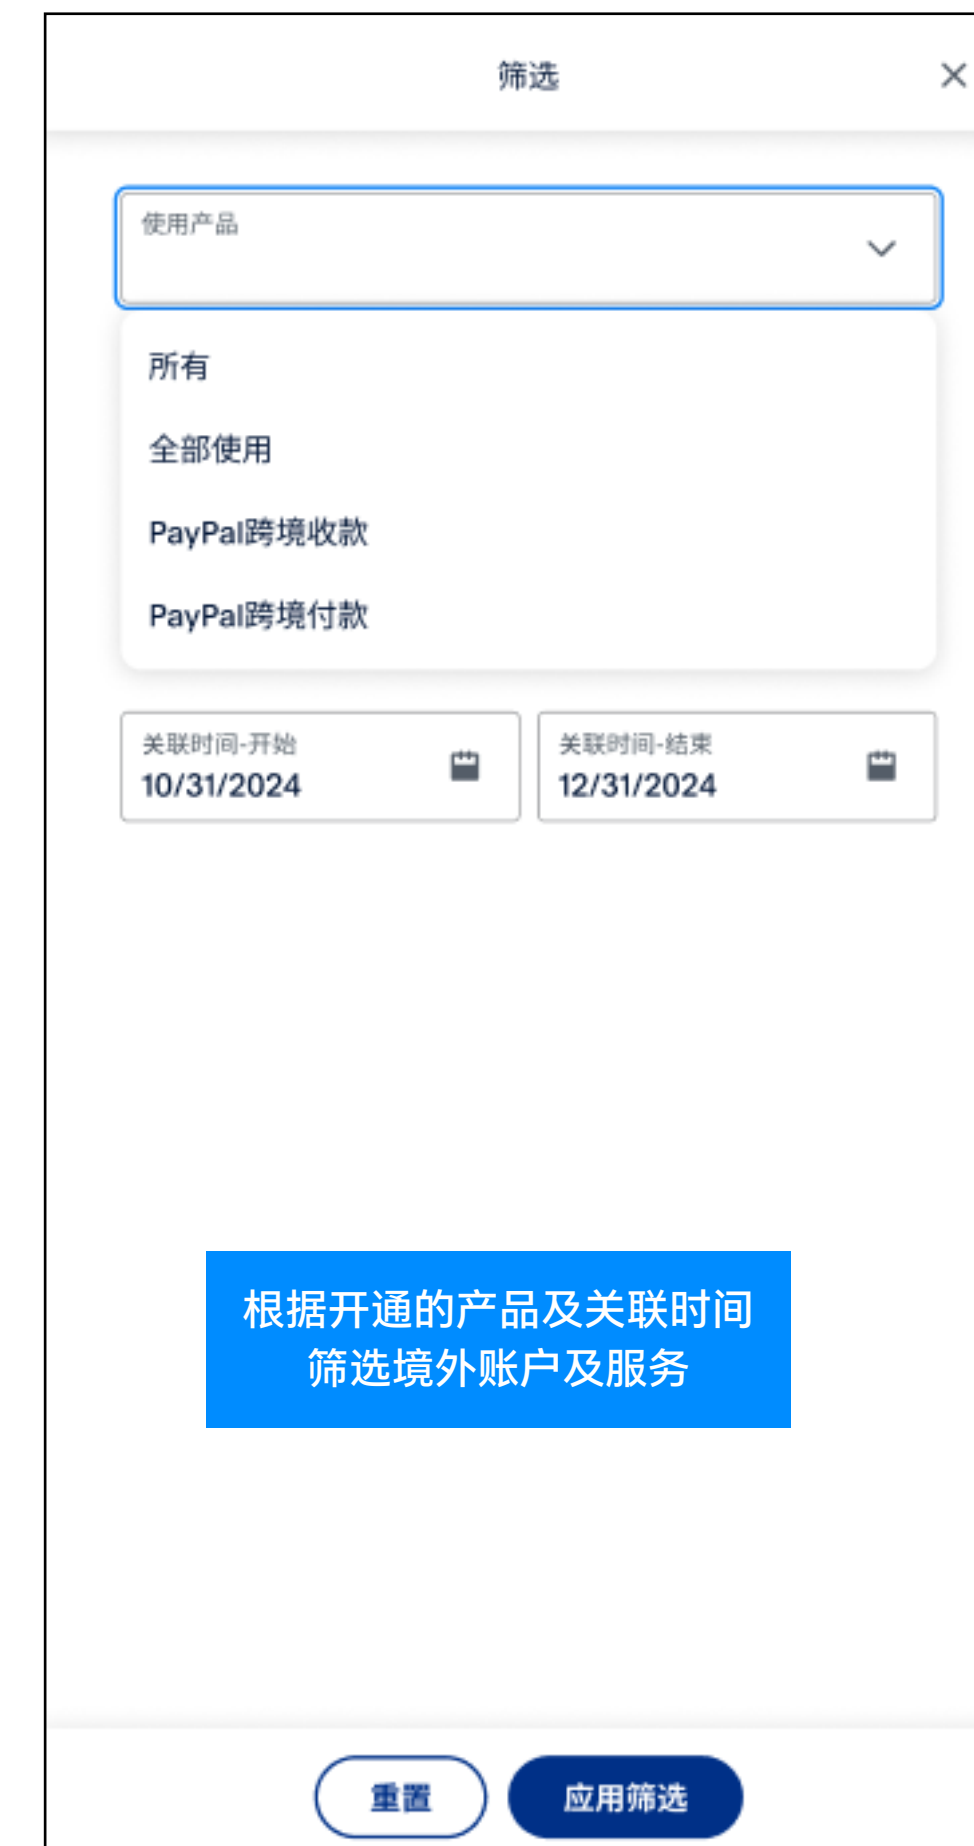 筛选
使用产品
所有
全部使用
PayPal跨境收款
PayPal跨境付款
关联时间-开始
10/31/2024
关联时间-结束
12/31/2024
根据开通的产品及关联时间
筛选境外账户及服务
重置
应用筛选